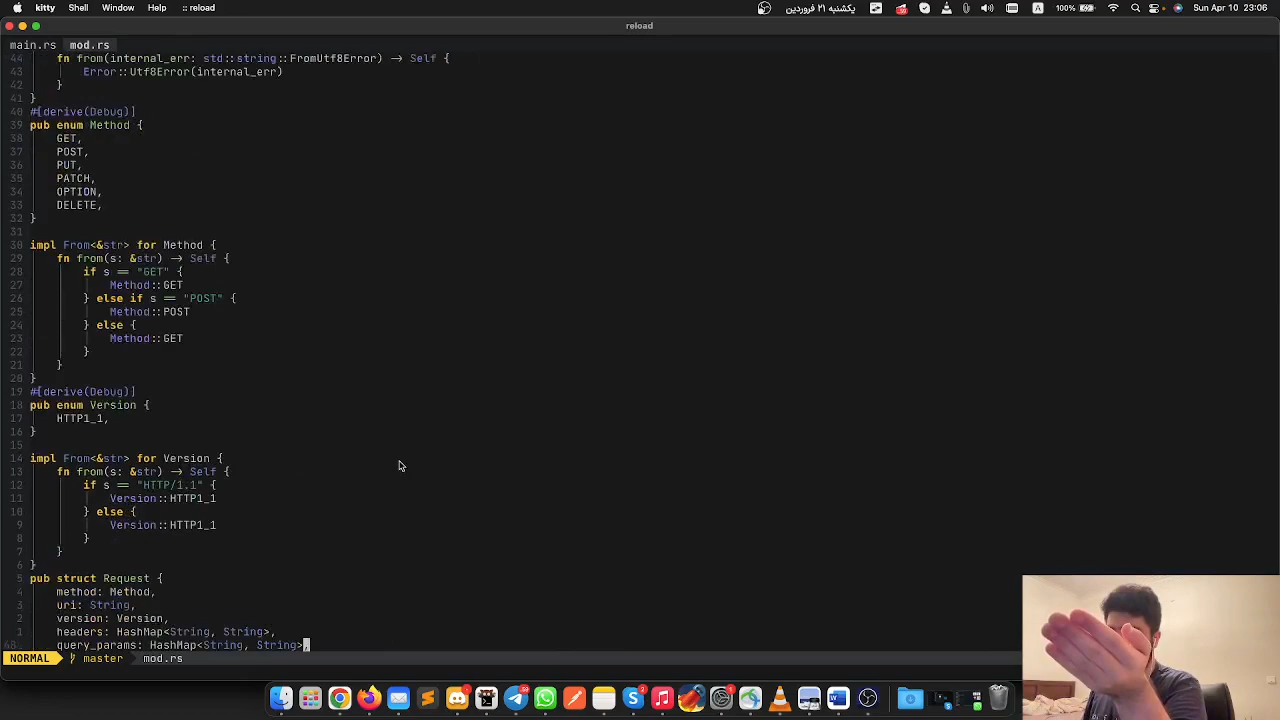 kitty Shell Window Help :: reload یکشنبه ۲۱ فروردین A 100% Sun Apr 10 23:06
reload
main.rs mod.rs
44 fn from(internal_err: std::string::FromUtf8Error) -> Self {
43 Error::Utf8Error(internal_err)
42 }
41 }
40 #[derive(Debug)]
39 pub enum Method {
38 GET,
37 POST,
36 PUT,
35 PATCH,
34 OPTION,
33 DELETE,
32 }
31
30 impl From<&str> for Method {
29 fn from(s: &str) -> Self {
28 if s == "GET" {
27 Method::GET
26 } else if s == "POST" {
25 Method::POST
24 } else {
23 Method::GET
22 }
21 }
20 }
19 #[derive(Debug)]
18 pub enum Version {
17 HTTP1_1,
16 }
15
14 impl From<&str> for Version {
13 fn from(s: &str) -> Self {
12 if s == "HTTP/1.1" {
11 Version::HTTP1_1
10 } else {
9 Version::HTTP1_1
8 }
7 }
6 }
5 pub struct Request {
4 method: Method,
3 uri: String,
2 version: Version,
1 headers: HashMap<String, String>,
68 query_params: HashMap<String, String>,
NORMAL master mod.rs